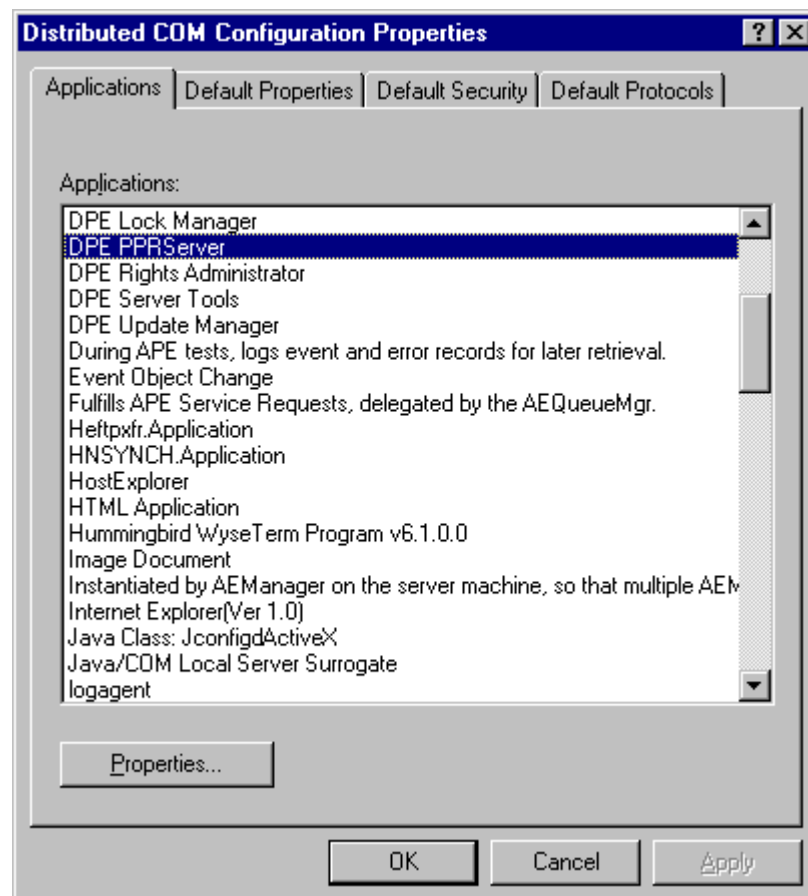 Distributed COM Configuration Properties
Applications Default Properties Default Security Default Protocols
Applications:
DPE Lock Manager
DPE PPRServer
DPE Rights Administrator
DPE Server Tools
DPE Update Manager
During APE tests, logs event and error records for later retrieval.
Event Object Change
Fulfills APE Service Requests, delegated by the AEQueueMgr.
Heftpxfr.Application
HNSYNCH.Application
HostExplorer
HTML Application
Hummingbird WyseTerm Program v6.1.0.0
Image Document
Instantiated by AEManager on the server machine, so that multiple AEM
Internet Explorer(Ver 1.0)
Java Class: JconfigdActiveX
Java/COM Local Server Surrogate
logagent
Properties...
OK Cancel Apply